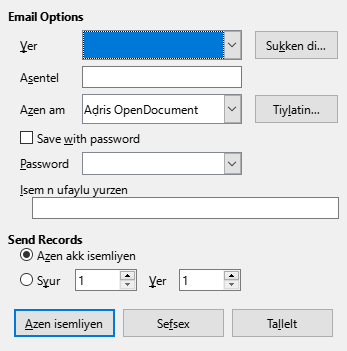 Email Options
Ver
Sukken di...
Asentel
Azen am
Adris OpenDocument
Tiylatin...
Save with password
Password
Isem n ufaylu yurzen
Send Records
Azen akk isemliyen
Syur
1
Ver
1
Azen isemliyen
Sefsex
Tallelt